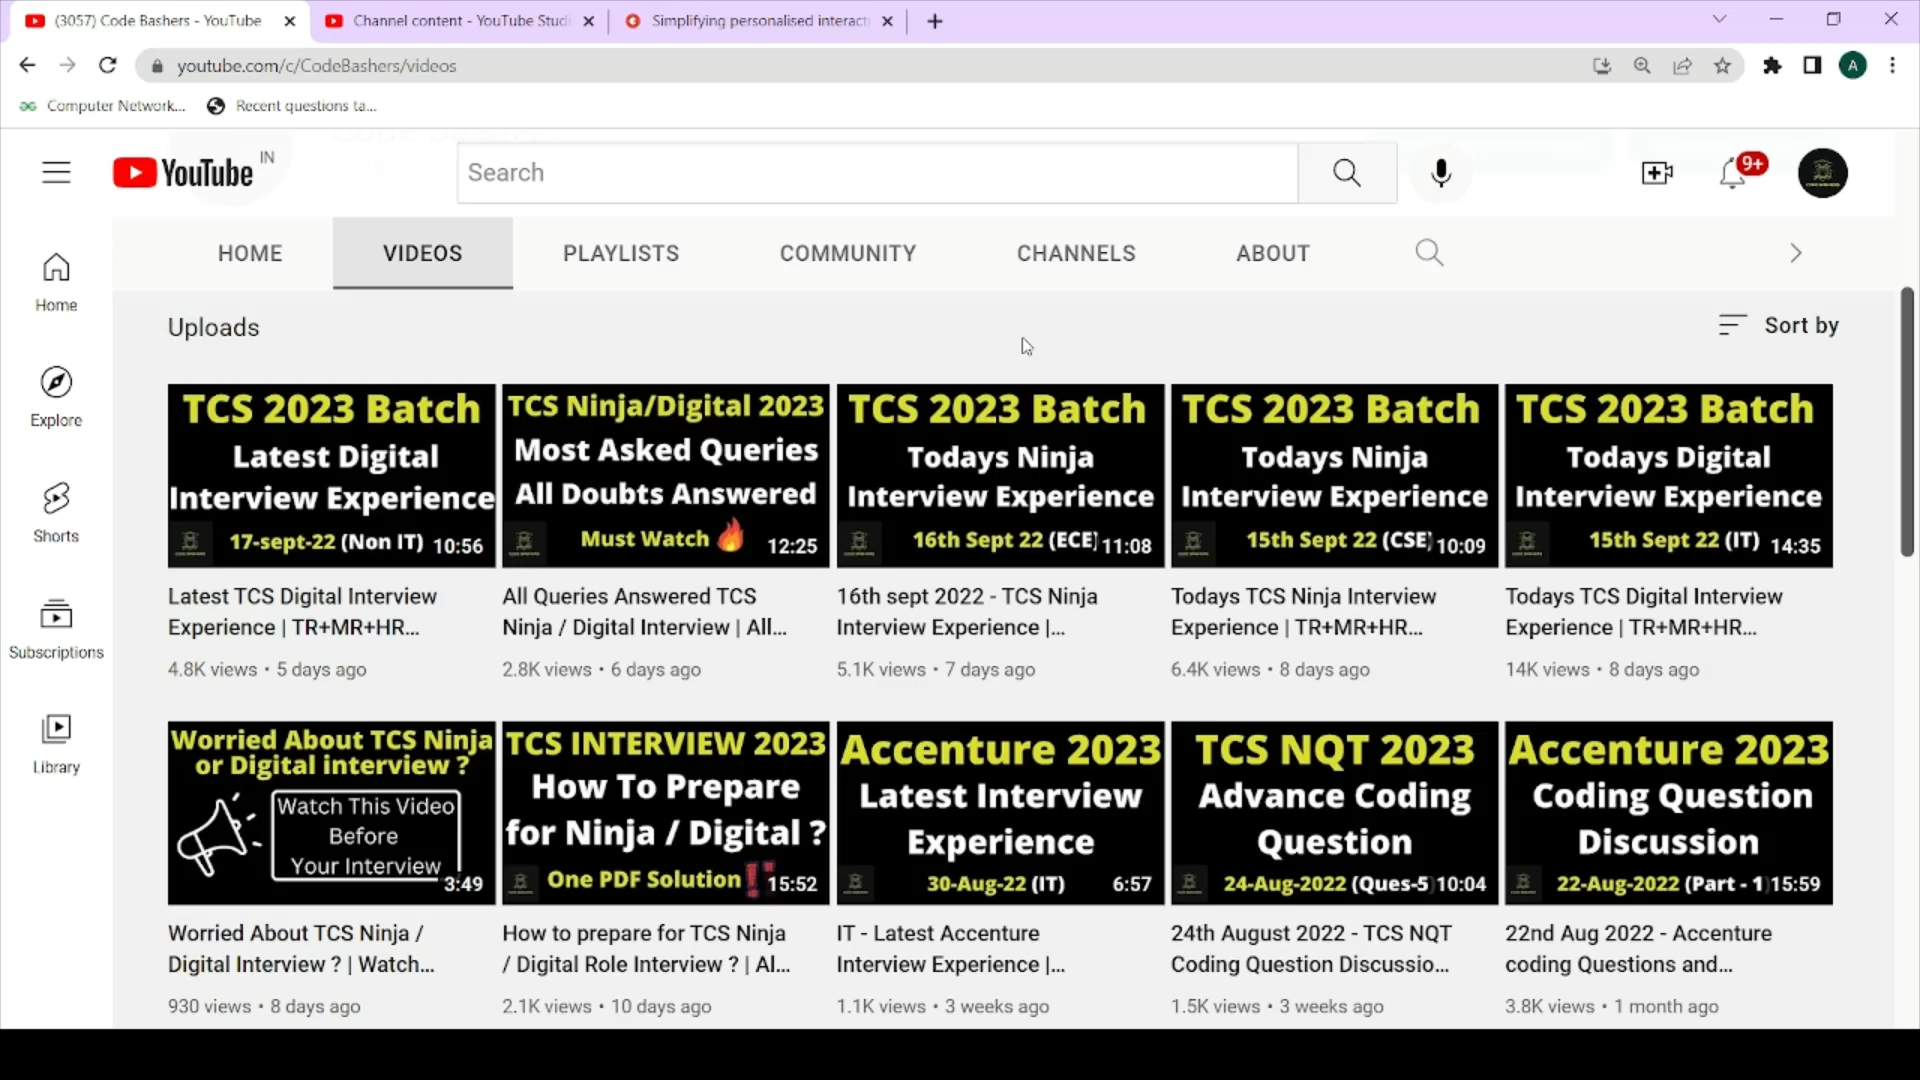 (3057) Code Bashers - YouTube
Channel content - YouTube Studi
Simplifying personalised interacti
youtube.com/c/CodeBashers/videos
A
Computer Network...
Recent questions ta...
YouTube IN
Search
9+
HOME
VIDEOS
PLAYLISTS
COMMUNITY
CHANNELS
ABOUT
Home
Explore
Shorts
Subscriptions
Library
Uploads
Sort by
TCS 2023 Batch
Latest Digital
Interview Experience
17-sept-22 (Non IT) 10:56
Latest TCS Digital Interview
Experience | TR+MR+HR...
4.8K views • 5 days ago
TCS Ninja/Digital 2023
Most Asked Queries
All Doubts Answered
Must Watch 🔥 12:25
All Queries Answered TCS
Ninja / Digital Interview | All...
2.8K views • 6 days ago
TCS 2023 Batch
Todays Ninja
Interview Experience
16th Sept 22 (ECE) 11:08
16th sept 2022 - TCS Ninja
Interview Experience |...
5.1K views • 7 days ago
TCS 2023 Batch
Todays Ninja
Interview Experience
15th Sept 22 (CSE) 10:09
Todays TCS Ninja Interview
Experience | TR+MR+HR...
6.4K views • 8 days ago
TCS 2023 Batch
Todays Digital
Interview Experience
15th Sept 22 (IT) 14:35
Todays TCS Digital Interview
Experience | TR+MR+HR...
14K views • 8 days ago
Worried About TCS Ninja
or Digital interview ?
Watch This Video
Before
Your Interview
3:49
Worried About TCS Ninja /
Digital Interview ? | Watch...
930 views • 8 days ago
TCS INTERVIEW 2023
How To Prepare
for Ninja / Digital ?
One PDF Solution‼️ 15:52
How to prepare for TCS Ninja
/ Digital Role Interview ? | Al...
2.1K views • 10 days ago
Accenture 2023
Latest Interview
Experience
30-Aug-22 (IT) 6:57
IT - Latest Accenture
Interview Experience |...
1.1K views • 3 weeks ago
TCS NQT 2023
Advance Coding
Question
24-Aug-2022 (Ques-5 10:04
24th August 2022 - TCS NQT
Coding Question Discussio...
1.5K views • 3 weeks ago
Accenture 2023
Coding Question
Discussion
22-Aug-2022 (Part - 1 15:59
22nd Aug 2022 - Accenture
coding Questions and...
3.8K views • 1 month ago